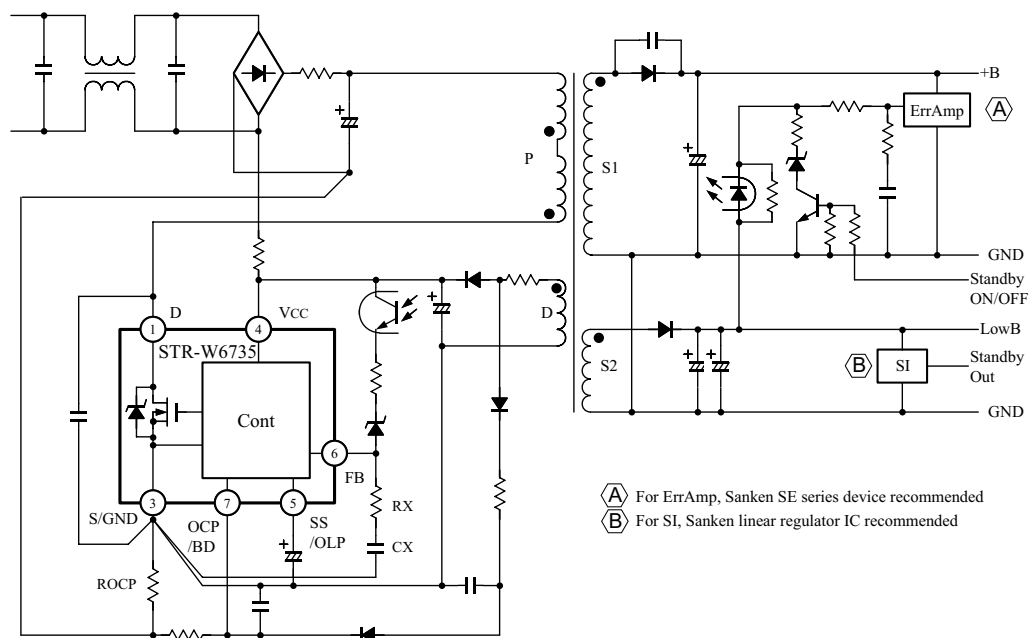 +B
ErrAmp
A
P
S1
GND
Standby
ON/OFF
D
VCC
D
1
4
STR-W6735
LowB
B
SI
Standby
Out
S2
Cont
GND
6
FB
3
7
5
S/GND
OCP
/BD
SS
/OLP
RX
CX
ROCP
A For ErrAmp, Sanken SE series device recommended
B For SI, Sanken linear regulator IC recommended